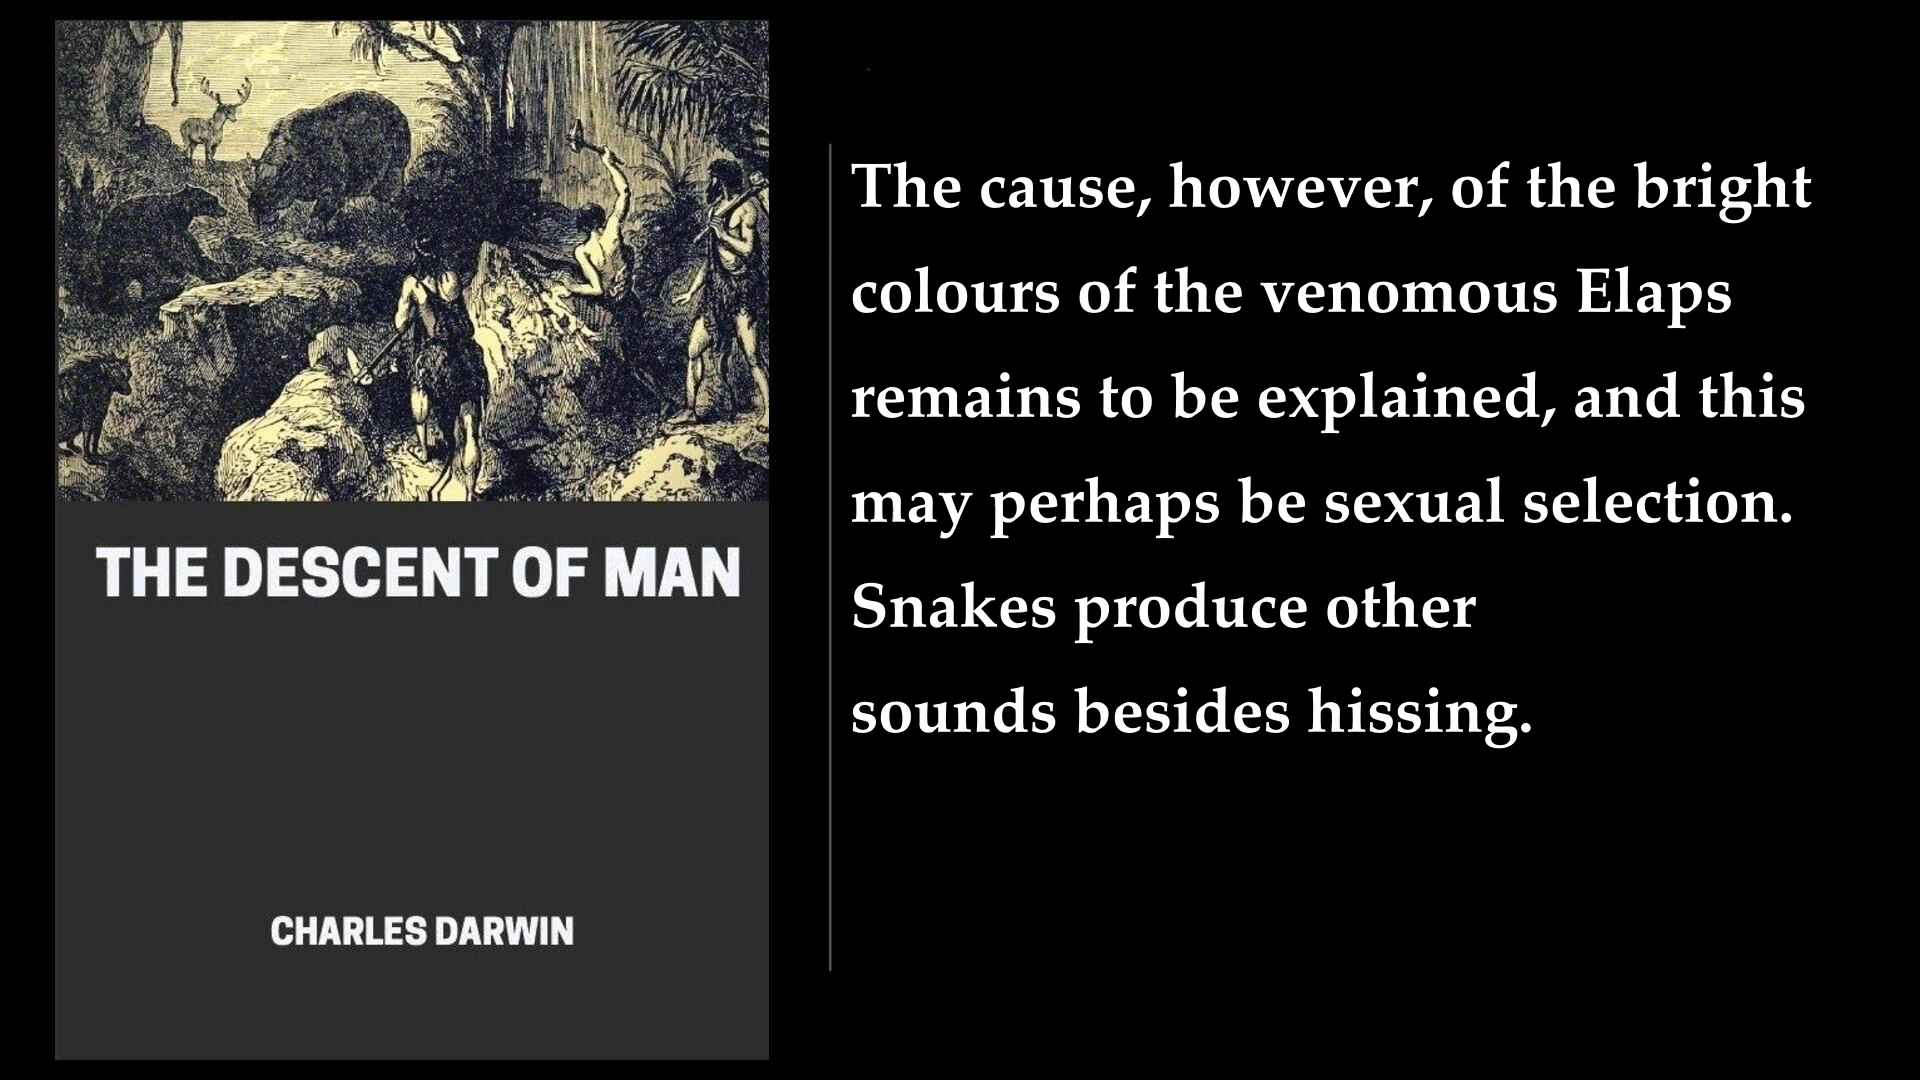 THE DESCENT OF MAN
CHARLES DARWIN
The cause, however, of the bright
colours of the venomous Elaps
remains to be explained, and this
may perhaps be sexual selection.
Snakes produce other
sounds besides hissing.